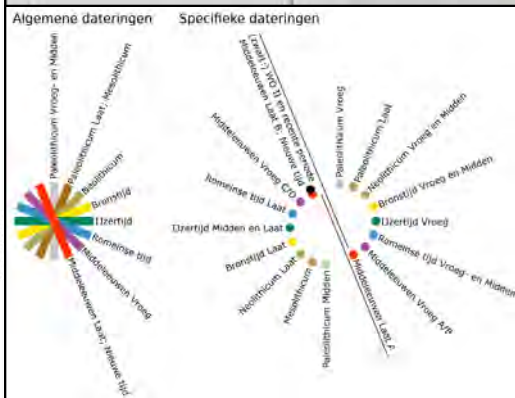 Algemene dateringen
Paleolithicum Vroeg- en Midden
Paleolithicum Laat; Mesolithicum
Neolithicum
Bronstijd
IJzertijd
Romeinse tijd
Middeleeuwen Vroeg
Middeleeuwen Laat; Nieuwe tijd
Specifieke dateringen
(zwart:) WO II en recente periode
Middeleeuwen Laat B; Nieuwe tijd
Middeleeuwen Vroeg C/D
Romeinse tijd Laat
IJzertijd Midden en Laat
Bronstijd Laat
Neolithicum Laat
Mesolithicum
Paleolithicum Midden
Paleolithicum Vroeg
Paleolithicum Laat
Neolithicum Vroeg en Midden
Bronstijd Vroeg en Midden
IJzertijd Vroeg
Romeinse tijd Vroeg- en Midden
Middeleeuwen Vroeg A/B
Middeleeuwen Laat A